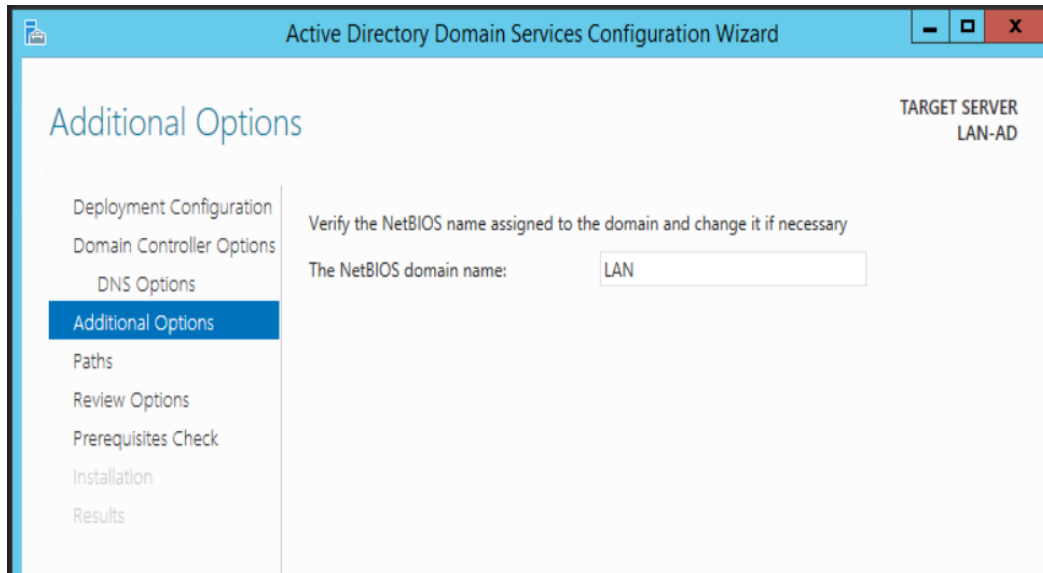 Active Directory Domain Services Configuration Wizard
Additional Options
TARGET SERVER
LAN-AD
Deployment Configuration
Domain Controller Options
DNS Options
Additional Options
Paths
Review Options
Prerequisites Check
Installation
Results
Verify the NetBIOS name assigned to the domain and change it if necessary
The NetBIOS domain name: LAN